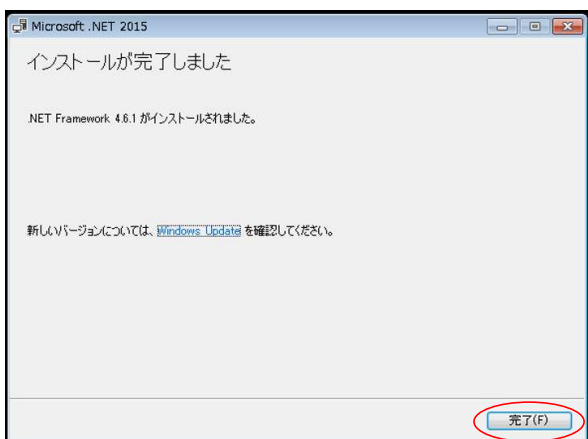 Microsoft .NET 2015
インストールが完了しました
.NET Framework 4.6.1 がインストールされました。
新しいバージョンについては、Windows Update を確認してください。
完了(F)